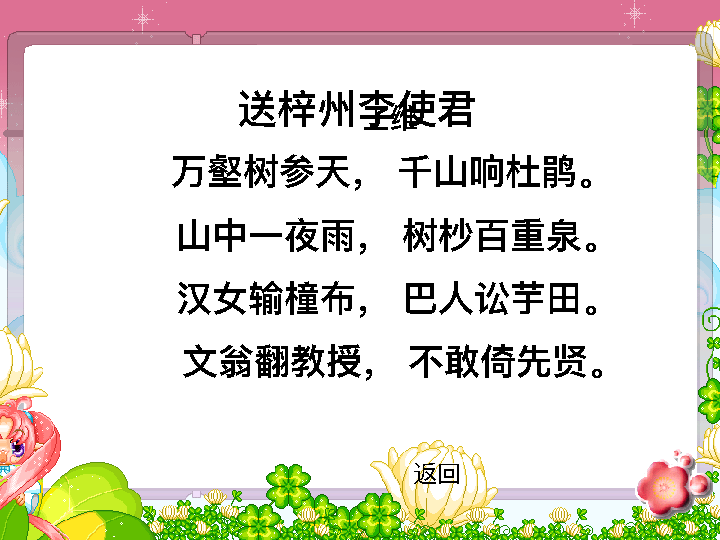 送梓州李使君
王维
万壑树参天， 千山响杜鹃。
山中一夜雨， 树杪百重泉。
汉女输橦布， 巴人讼芋田。
文翁翻教授， 不敢倚先贤。
返回